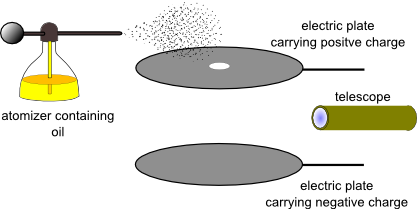 electric plate
carrying positve charge
telescope
atomizer containing
oil
electric plate
carrying negative charge